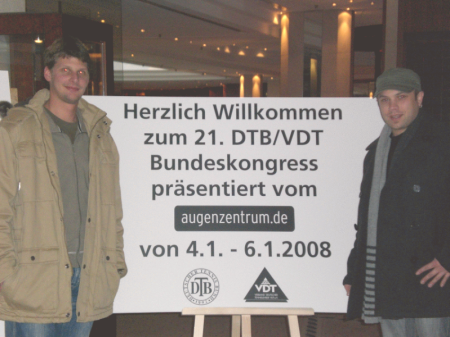 Herzlich Willkommen
zum 21. DTB/VDT
Bundeskongress
präsentiert vom
augenzentrum.de
von 4.1. - 6.1.2008
DTB
VDT